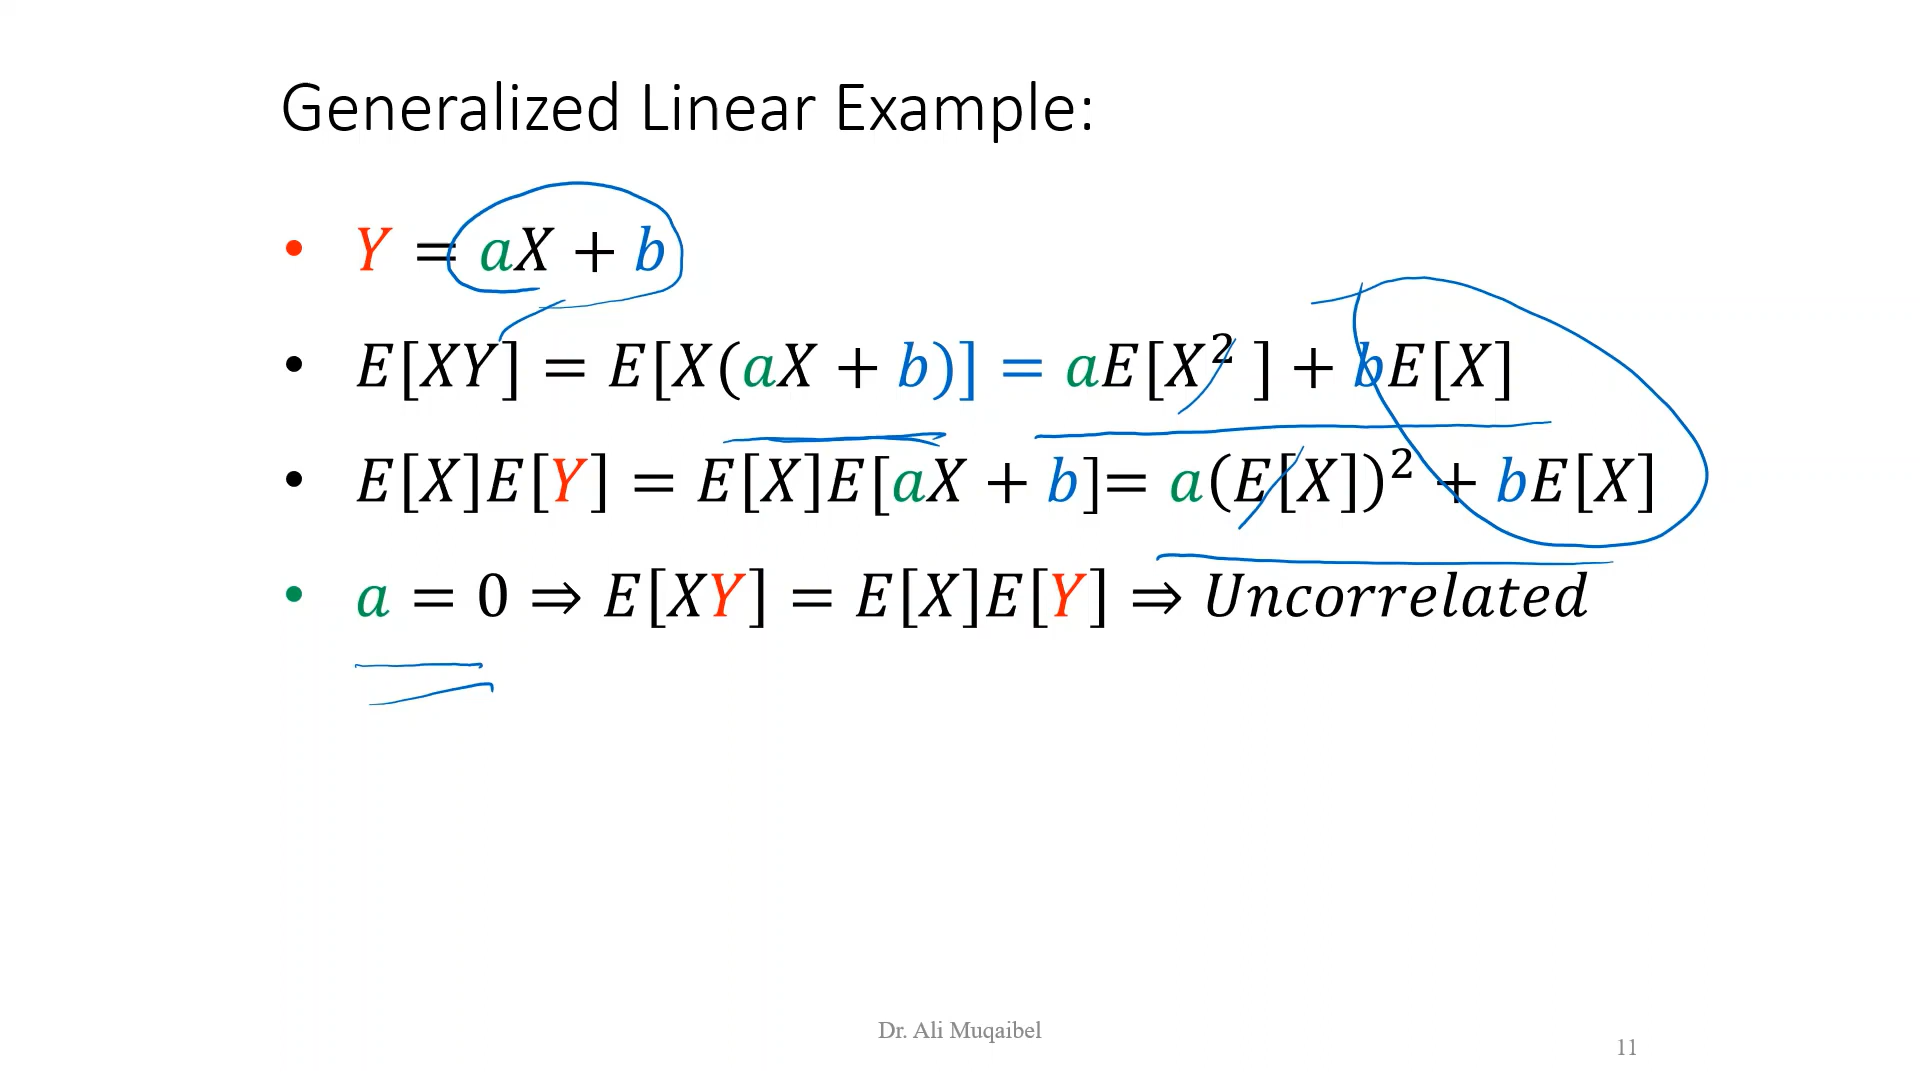 Generalized Linear Example:
• Y = aX + b
• E[XY] = E[X(aX + b)] = aE[X² ] + bE[X]
• E[X]E[Y] = E[X]E[aX + b]= a(E[X])² + bE[X]
• a = 0 ⇒ E[XY] = E[X]E[Y] ⇒ Uncorrelated
Dr. Ali Muqaibel
11